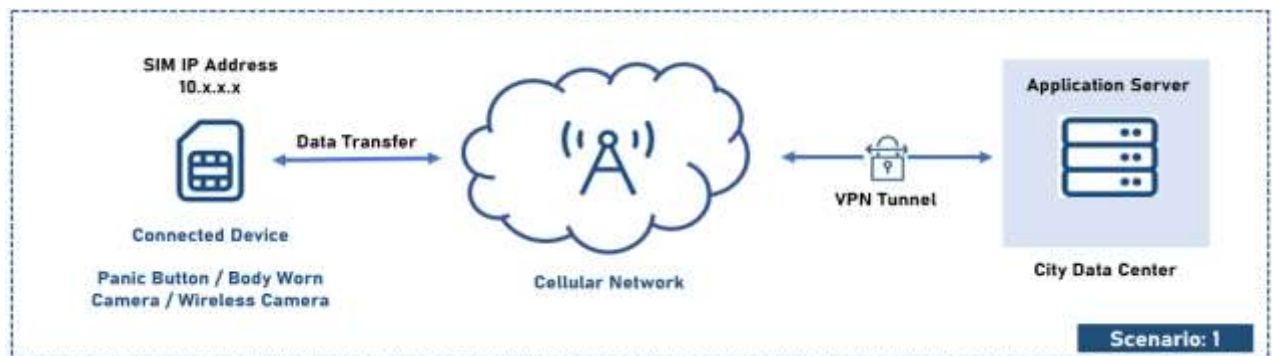 SIM IP Address
10.x.x.x
Data Transfer
Connected Device
Panic Button / Body Worn
Camera / Wireless Camera
Cellular Network
VPN Tunnel
Application Server
City Data Center
Scenario: 1